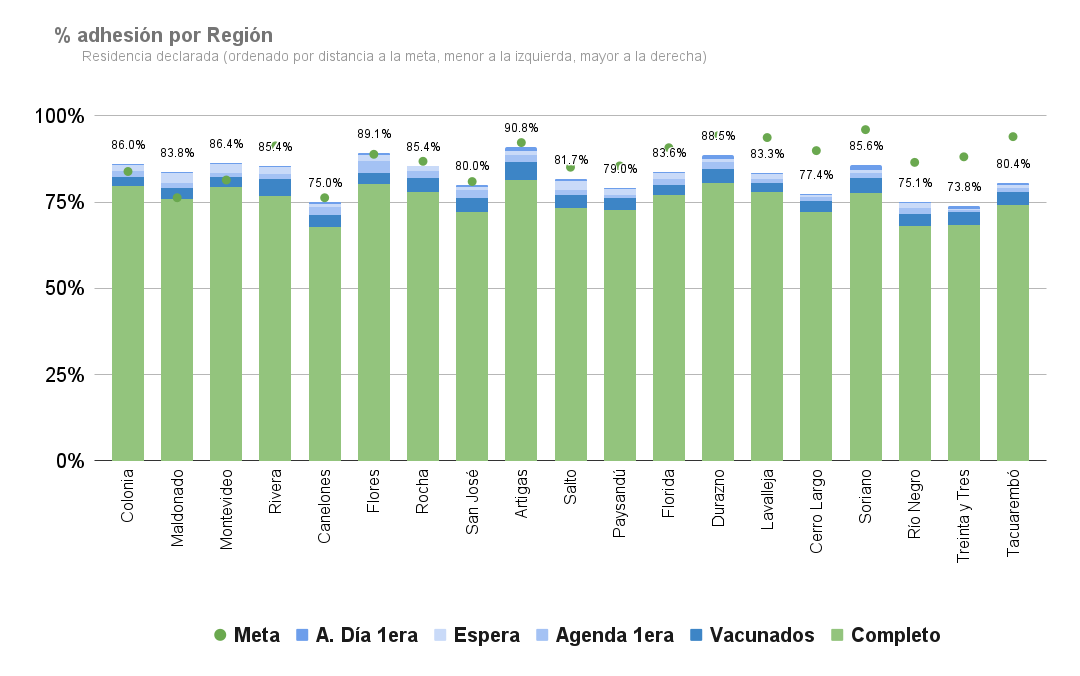 % adhesión por Región
Residencia declarada (ordenado por distancia a la meta, menor a la izquierda, mayor a la derecha)
100%
75%
50%
25%
0%
86.0%
83.8%
86.4%
85.4%
75.0%
89.1%
85.4%
80.0%
90.8%
81.7%
79.0%
83.6%
88.5%
83.3%
77.4%
85.6%
75.1%
73.8%
80.4%
Colonia
Maldonado
Montevideo
Rivera
Canelones
Flores
Rocha
San José
Artigas
Salto
Paysandú
Florida
Durazno
Lavalleja
Cerro Largo
Soriano
Río Negro
Treinta y Tres
Tacuarembó
Meta A. Día 1era Espera Agenda 1era Vacunados Completo